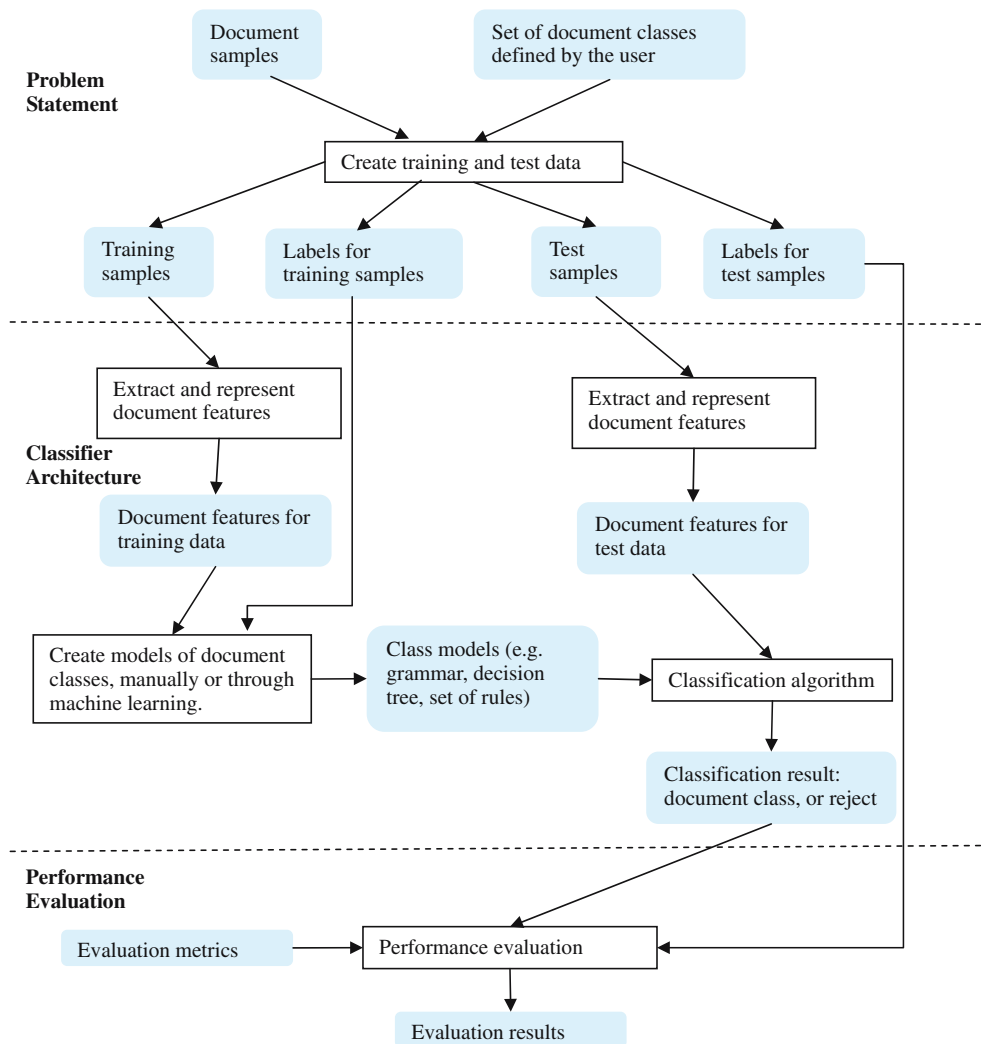 Document
samples
Set of document classes
defined by the user
Problem
Statement
Create training and test data
Training
samples
Labels for
training samples
Test
samples
Labels for
test samples
Extract and represent
document features
Extract and represent
document features
Classifier
Architecture
Document features for
training data
Document features for
test data
Create models of document
classes, manually or through
machine learning.
Class models (e.g.
grammar, decision
tree, set of rules)
Classification algorithm
Classification result:
document class, or reject
Performance
Evaluation
Evaluation metrics
Performance evaluation
Evaluation results